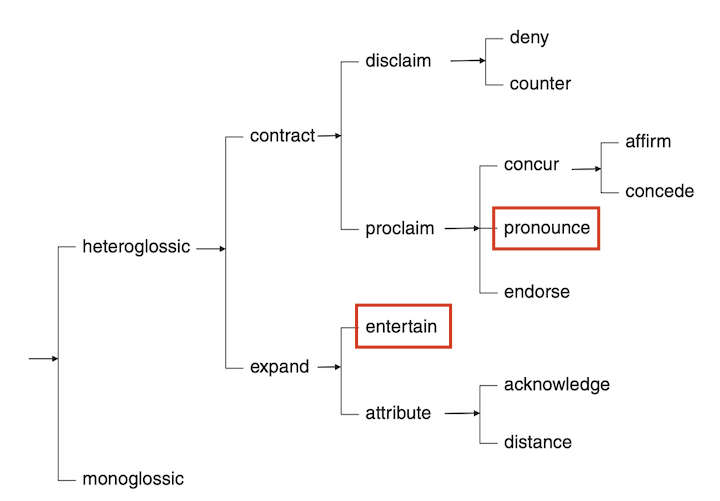 deny
disclaim
counter
contract
affirm
concur
concede
proclaim
pronounce
heteroglossic
endorse
entertain
expand
acknowledge
attribute
distance
monoglossic